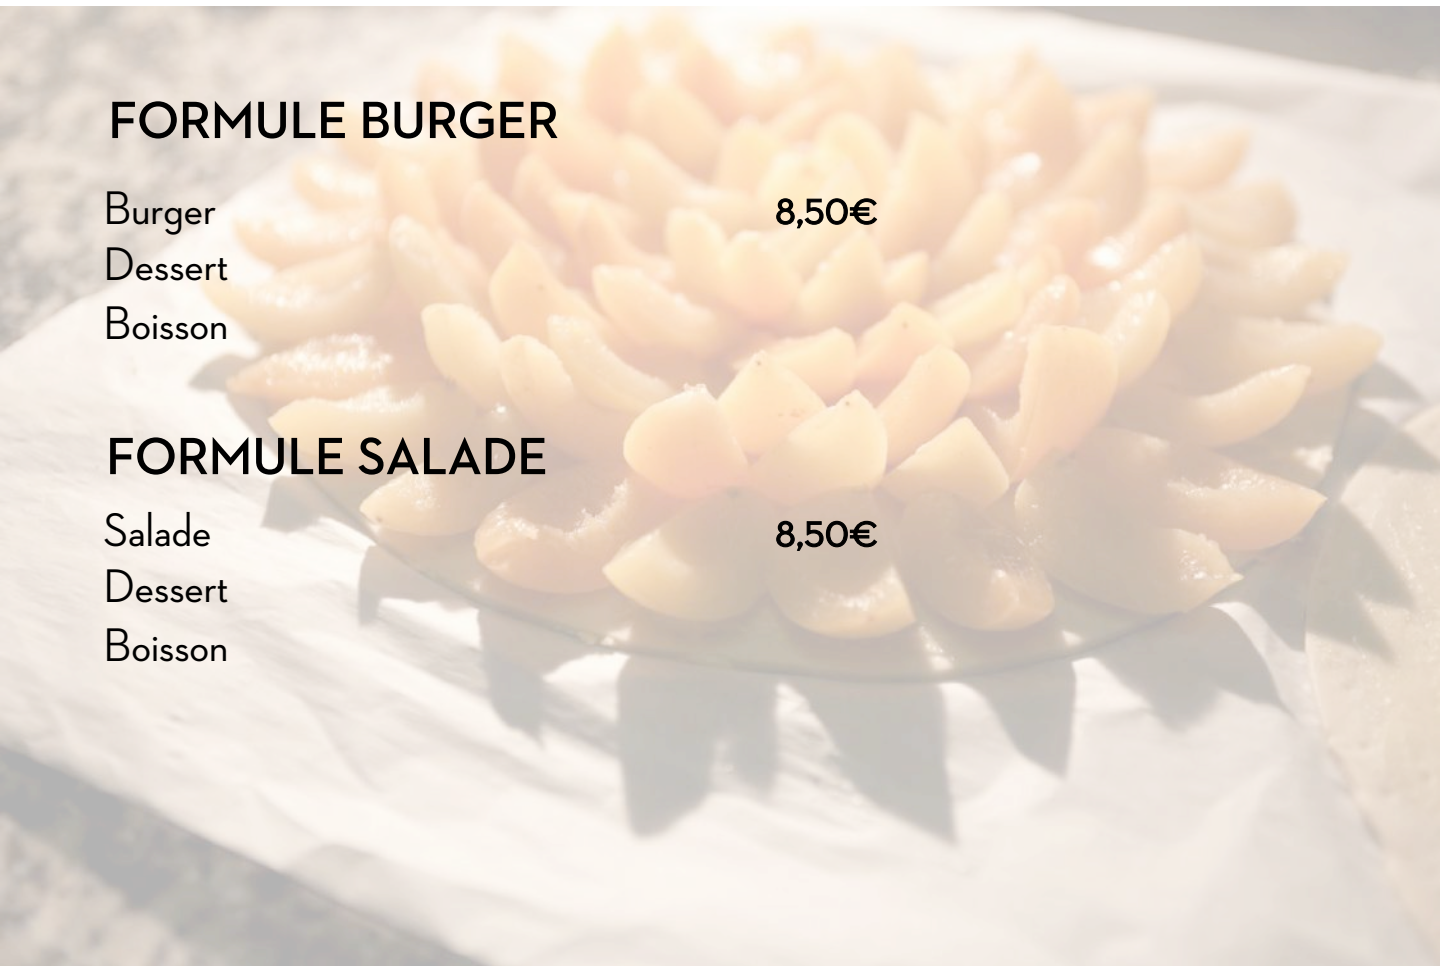 FORMULE BURGER
Burger 8,50€
Dessert
Boisson
FORMULE SALADE
Salade 8,50€
Dessert
Boisson